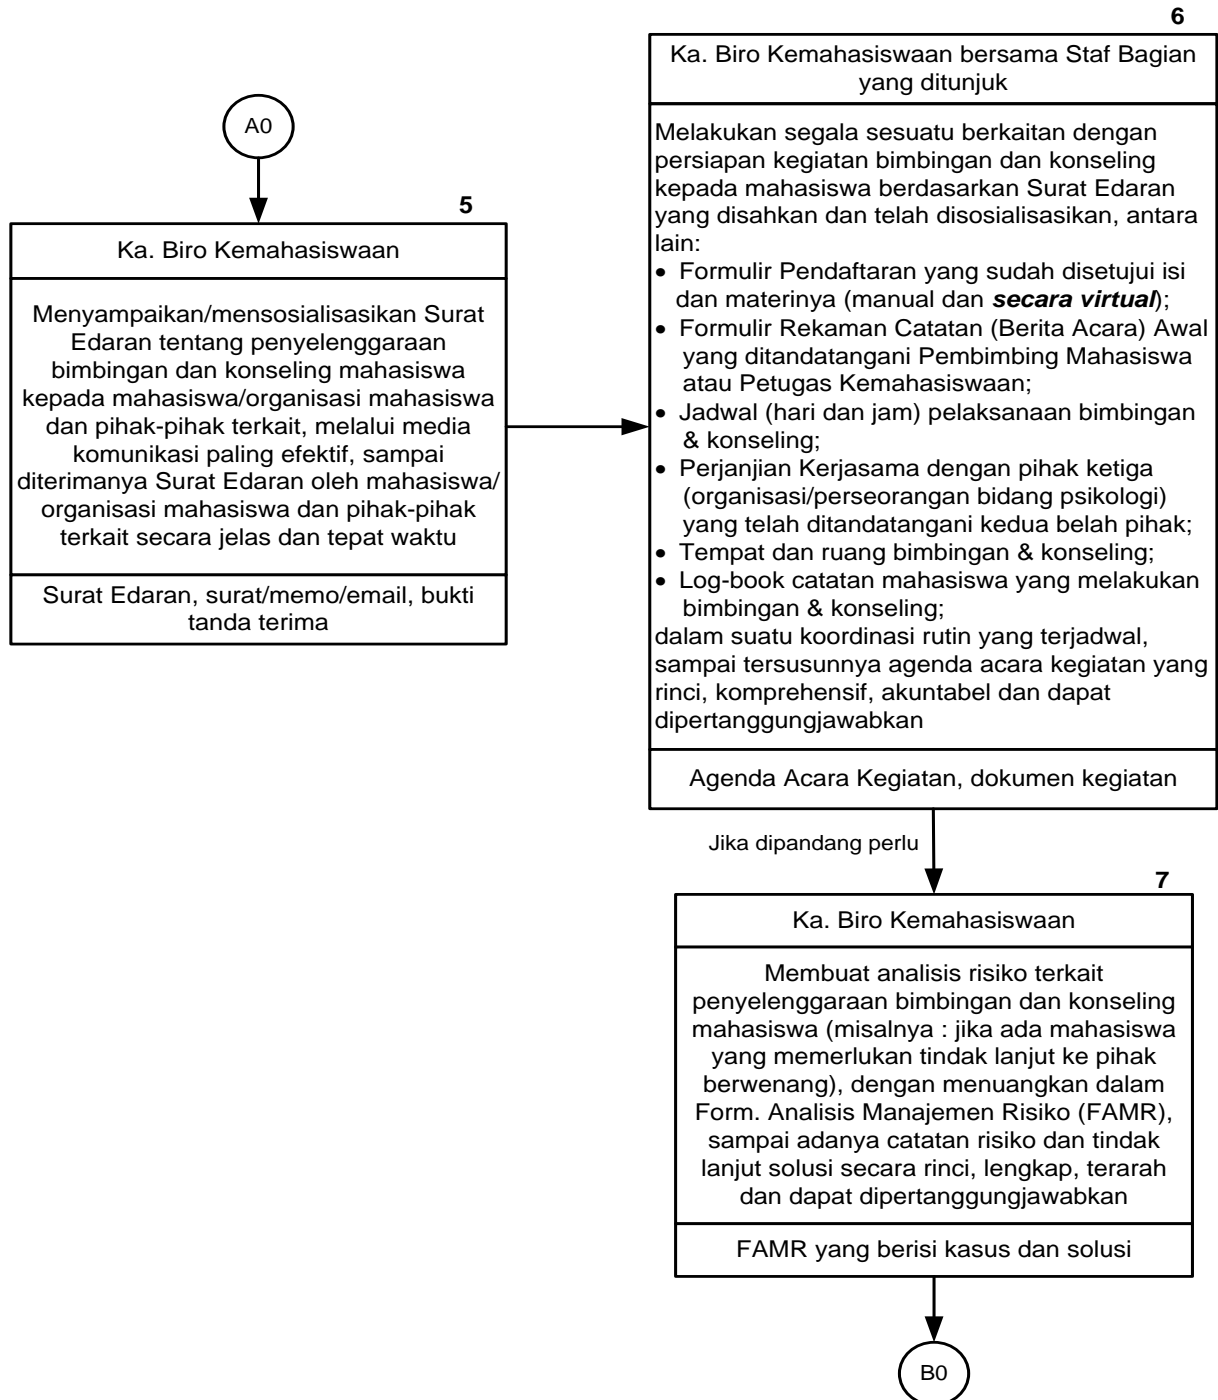 A0
5
Ka. Biro Kemahasiswaan
Menyampaikan/mensosialisasikan Surat
Edaran tentang penyelenggaraan
bimbingan dan konseling mahasiswa
kepada mahasiswa/organisasi mahasiswa
dan pihak-pihak terkait, melalui media
komunikasi paling efektif, sampai
diterimanya Surat Edaran oleh mahasiswa/
organisasi mahasiswa dan pihak-pihak
terkait secara jelas dan tepat waktu
Surat Edaran, surat/memo/email, bukti
tanda terima
6
Ka. Biro Kemahasiswaan bersama Staf Bagian
yang ditunjuk
Melakukan segala sesuatu berkaitan dengan
persiapan kegiatan bimbingan dan konseling
kepada mahasiswa berdasarkan Surat Edaran
yang disahkan dan telah disosialisasikan, antara
lain:
• Formulir Pendaftaran yang sudah disetujui isi
dan materinya (manual dan secara virtual);
• Formulir Rekaman Catatan (Berita Acara) Awal
yang ditandatangani Pembimbing Mahasiswa
atau Petugas Kemahasiswaan;
• Jadwal (hari dan jam) pelaksanaan bimbingan
& konseling;
• Perjanjian Kerjasama dengan pihak ketiga
(organisasi/perseorangan bidang psikologi)
yang telah ditandatangani kedua belah pihak;
• Tempat dan ruang bimbingan & konseling;
• Log-book catatan mahasiswa yang melakukan
bimbingan & konseling;
dalam suatu koordinasi rutin yang terjadwal,
sampai tersusunnya agenda acara kegiatan yang
rinci, komprehensif, akuntabel dan dapat
dipertanggungjawabkan
Agenda Acara Kegiatan, dokumen kegiatan
Jika dipandang perlu
7
Ka. Biro Kemahasiswaan
Membuat analisis risiko terkait
penyelenggaraan bimbingan dan konseling
mahasiswa (misalnya : jika ada mahasiswa
yang memerlukan tindak lanjut ke pihak
berwenang), dengan menuangkan dalam
Form. Analisis Manajemen Risiko (FAMR),
sampai adanya catatan risiko dan tindak
lanjut solusi secara rinci, lengkap, terarah
dan dapat dipertanggungjawabkan
FAMR yang berisi kasus dan solusi
B0